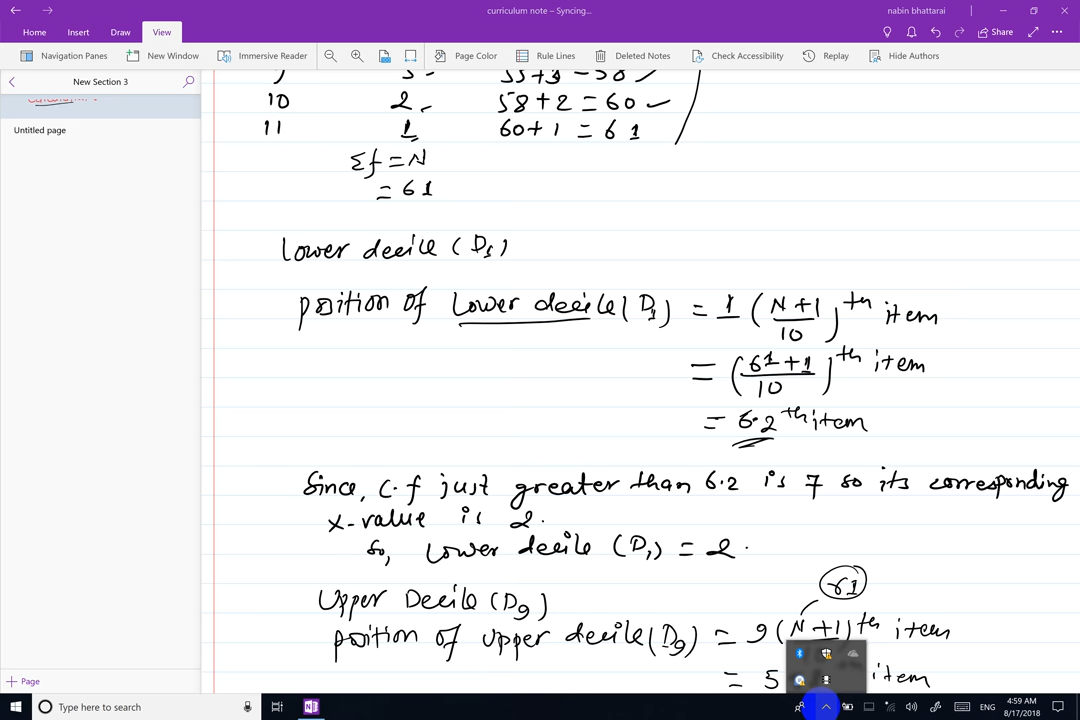 curriculum note – Syncing...
nabin bhattarai
Home Insert Draw View
Share
Navigation Panes New Window Immersive Reader Page Color Rule Lines Deleted Notes Check Accessibility Replay Hide Authors
New Section 3
Untitled page
10 2 58+2 = 60
11 1 60+1 = 61
Σf = N
= 61
Lower decile (D1)
position of Lower decile (D1) = 1 (N+1/10)th item
= (61+1/10)th item
= 6.2th item
Since, c.f just greater than 6.2 is 7 so its corresponding
x-value is 2.
so, Lower decile (D1) = 2.
61
Upper Decile (D9)
position of upper decile (D9) = 9(N+1)th item
= 5 item
Page
Type here to search
ENG
4:59 AM
8/17/2018